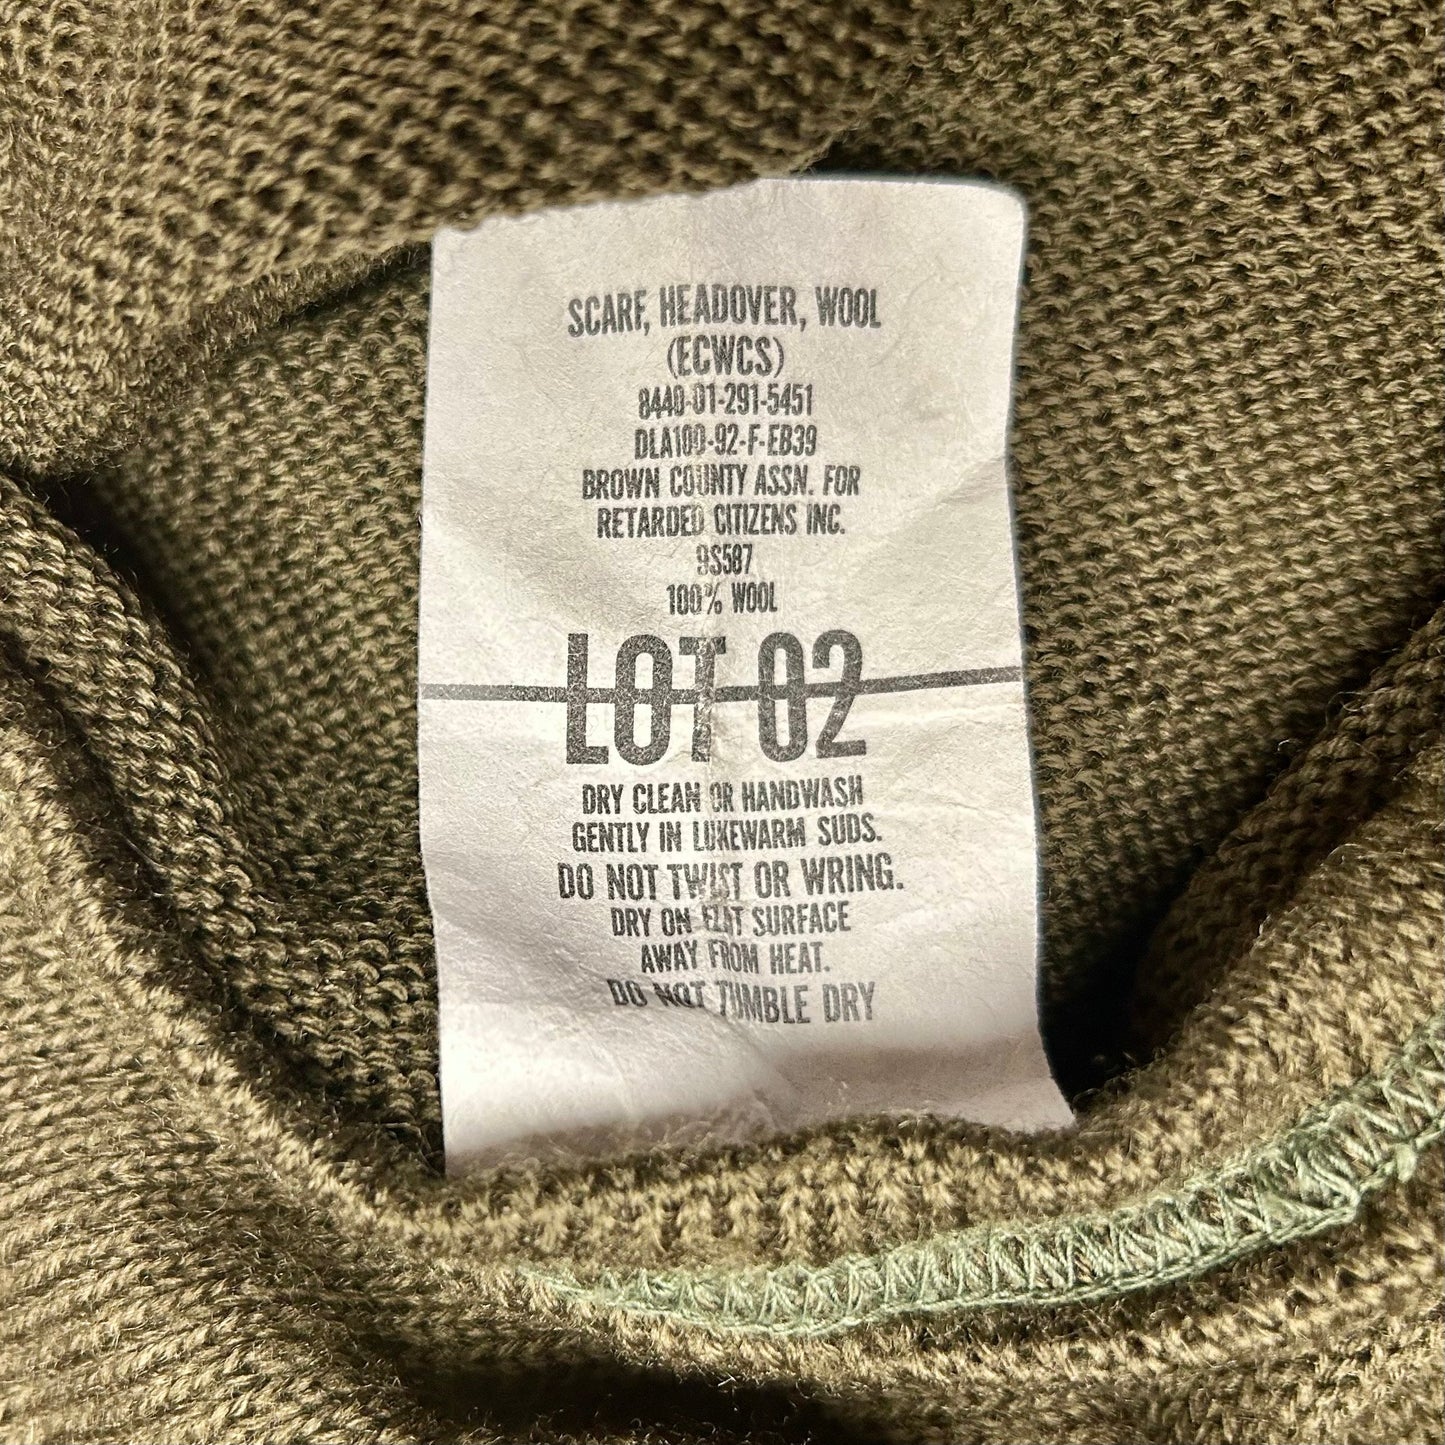 SCARF, HEADOVER, WOOL
(ECWCS)
8440-01-291-5451
DLA100-92-F-EB39
BROWN COUNTY ASSN. FOR
RETARDED CITIZENS INC.
9S587
100% WOOL
LOT 02
DRY CLEAN OR HANDWASH
GENTLY IN LUKEWARM SUDS.
DO NOT TWIST OR WRING.
DRY ON FLAT SURFACE
AWAY FROM HEAT.
DO NOT TUMBLE DRY